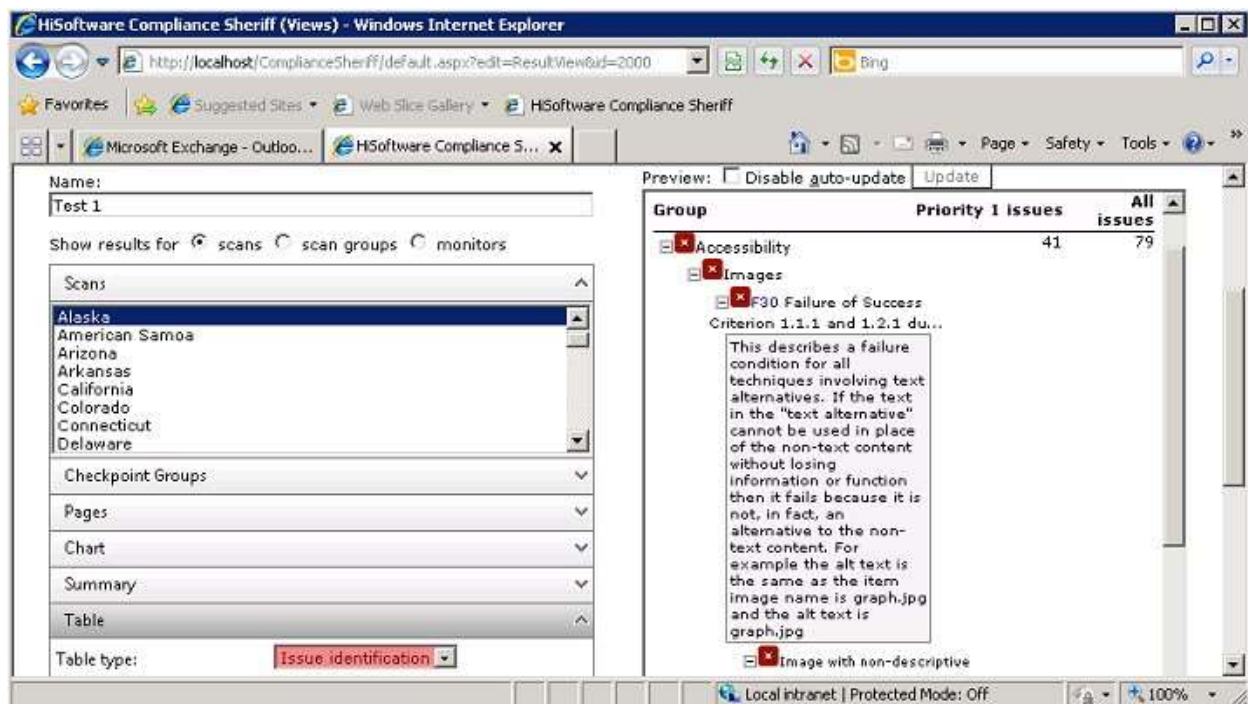 HiSoftware Compliance Sheriff (Views) - Windows Internet Explorer
http://localhost/ComplianceSheriff/default.aspx?edit=ResultView&id=2000
Bing
Favorites
Suggested Sites
Web Slice Gallery
HiSoftware Compliance Sheriff
Microsoft Exchange - Outloo...
HiSoftware Compliance S...
Page
Safety
Tools
Name:
Test 1
Show results for scans scan groups monitors
Scans
Alaska
American Samoa
Arizona
Arkansas
California
Colorado
Connecticut
Delaware
Checkpoint Groups
Pages
Chart
Summary
Table
Table type: Issue identification
Preview: Disable auto-update Update
Group Priority 1 issues All issues
Accessibility 41 79
Images
F30 Failure of Success
Criterion 1.1.1 and 1.2.1 du...
This describes a failure
condition for all
techniques involving text
alternatives. If the text
in the "text alternative"
cannot be used in place
of the non-text content
without losing
information or function
then it fails because it is
not, in fact, an
alternative to the non-
text content. For
example the alt text is
the same as the item
image name is graph.jpg
and the alt text is
graph.jpg
Image with non-descriptive
Local intranet | Protected Mode: Off
100%